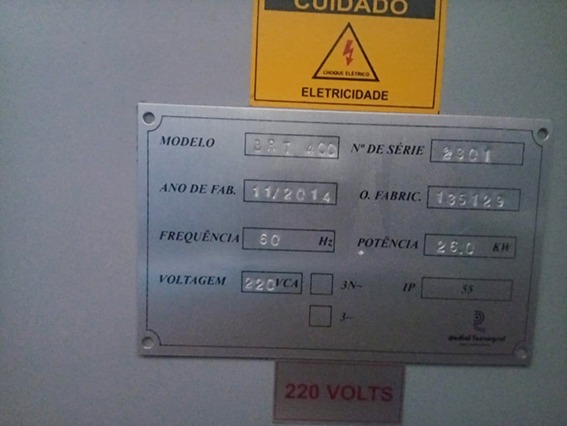 CUIDADO
CHOQUE ELÉTRICO
ELETRICIDADE
MODELO BRT 400 Nº DE SÉRIE 2901
ANO DE FAB. 11/2014 O. FABRIC. 135129
FREQUÊNCIA 60 Hz POTÊNCIA 26.0 KW
VOLTAGEM 220 VCA 3N~ IP 55
3~
220 VOLTS